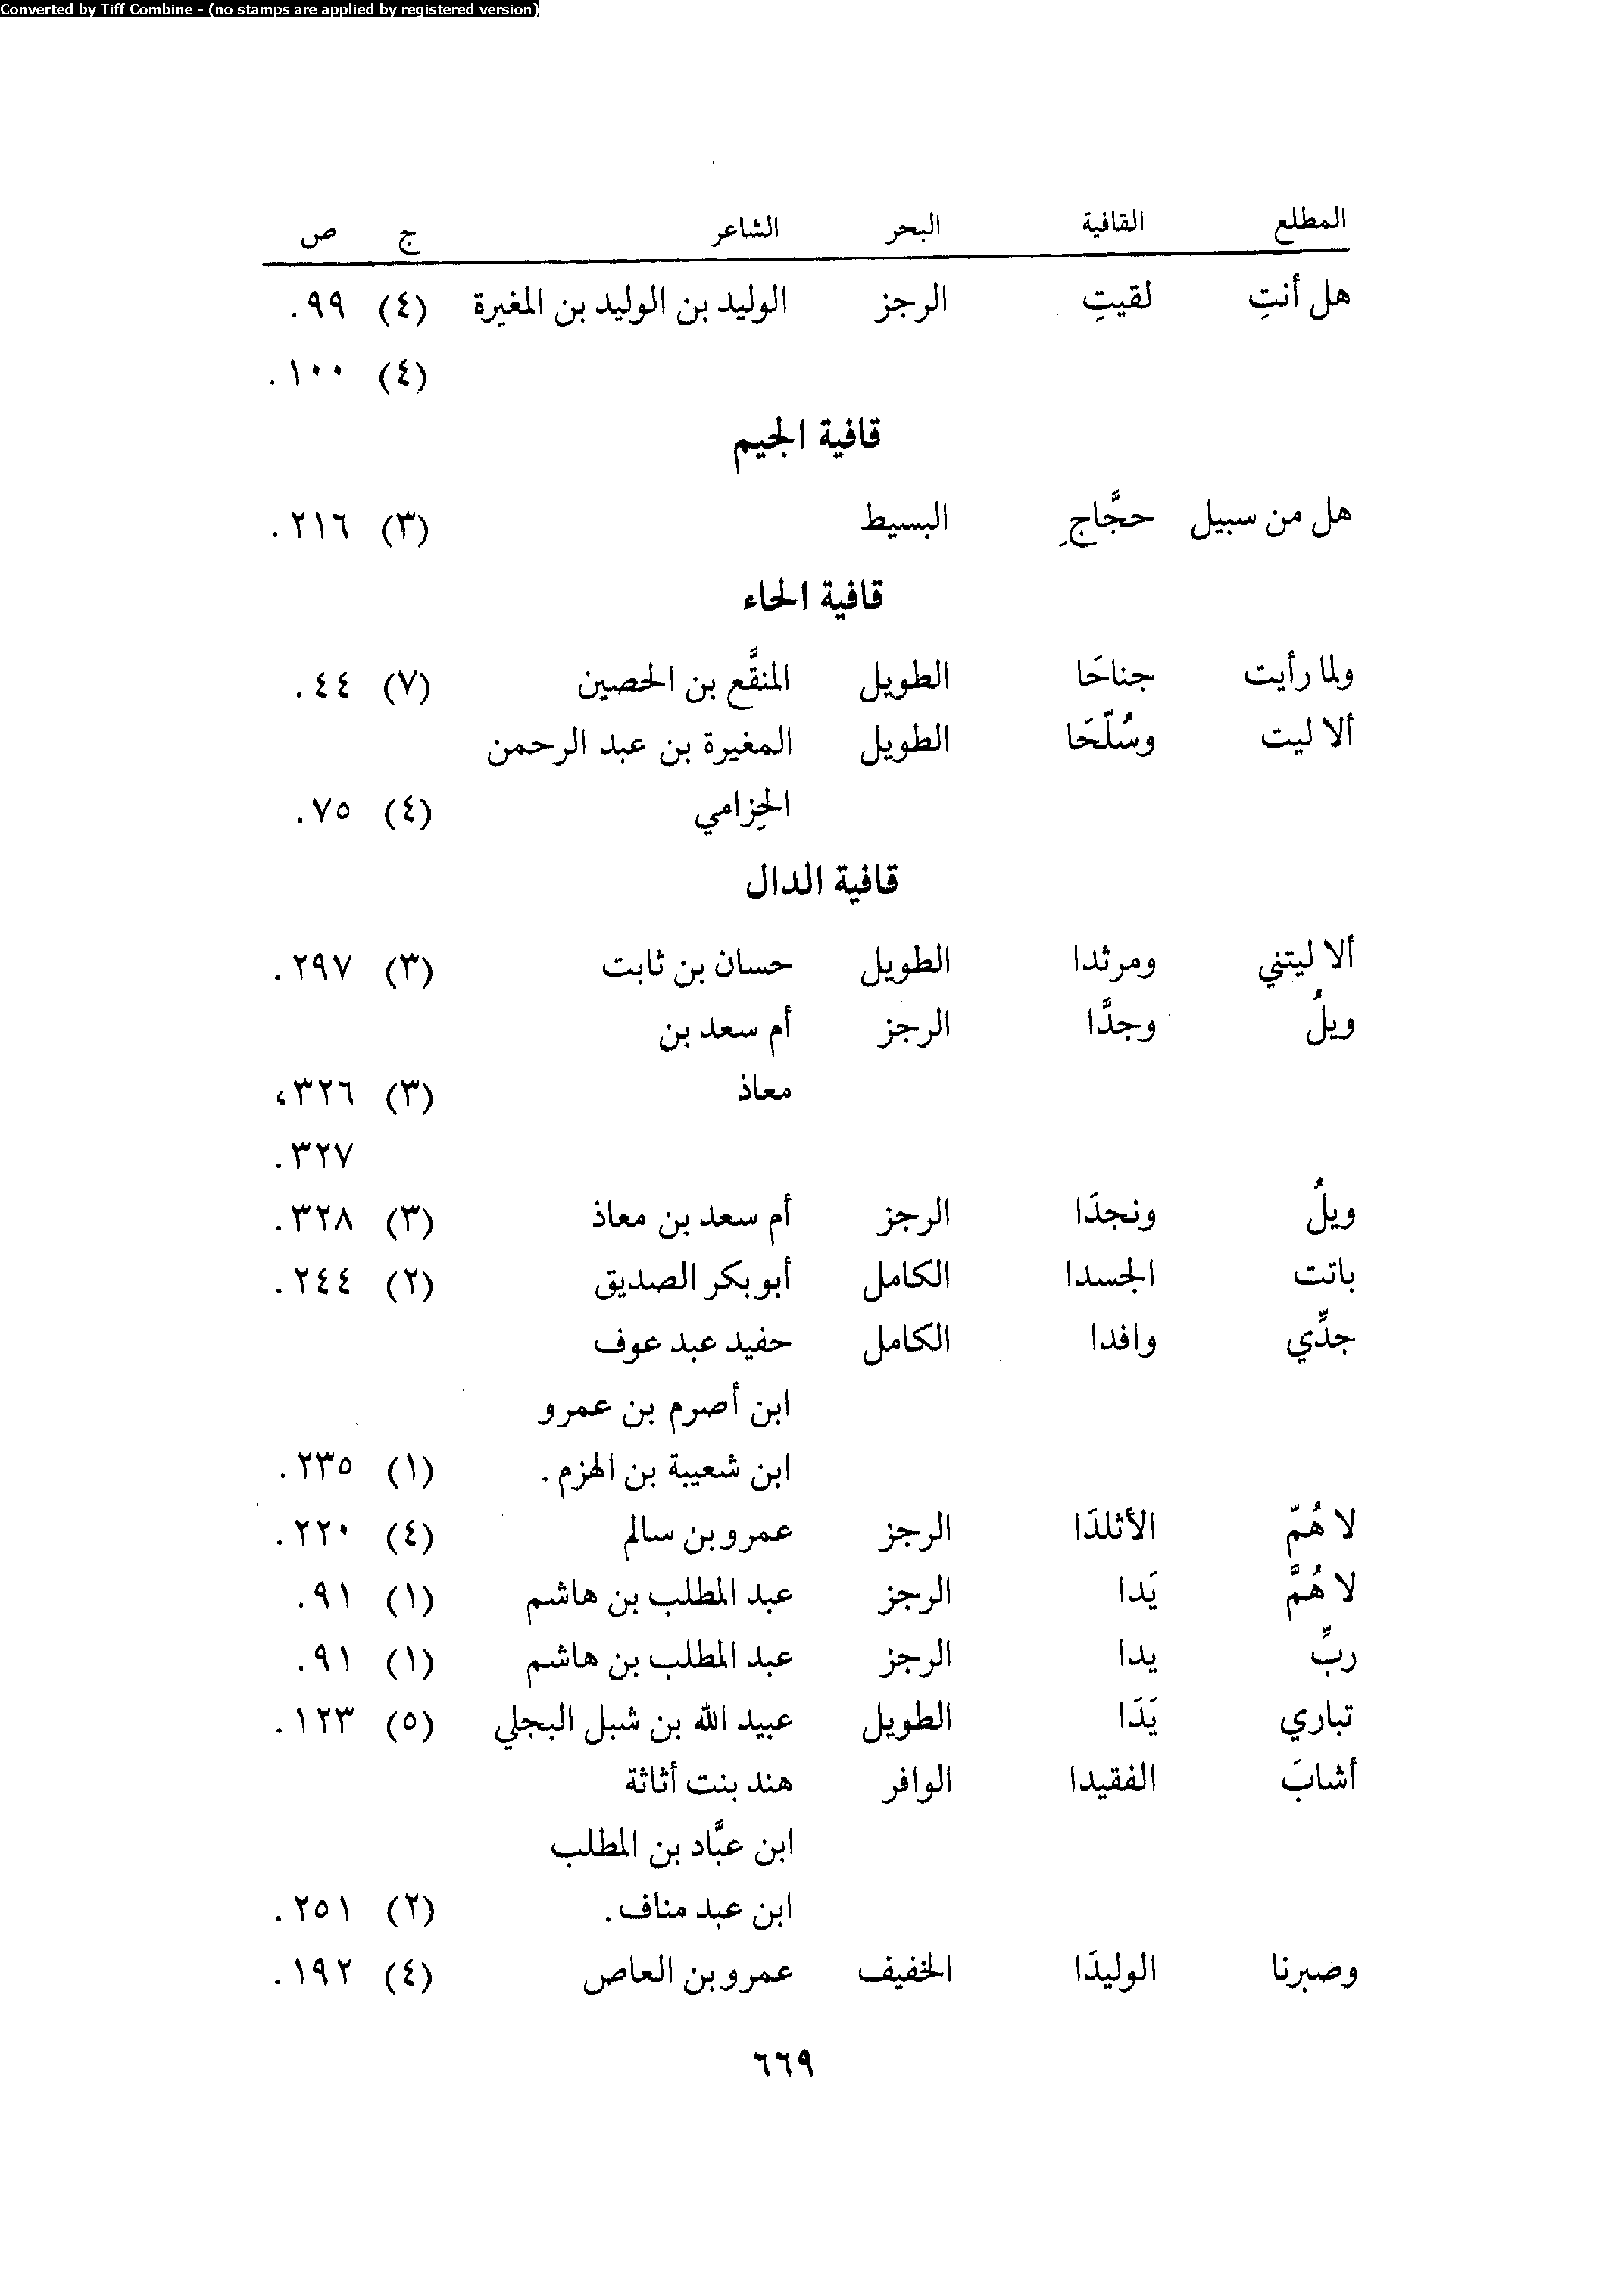 Converted by Tiff Combine - (no stamps are applied by registered version)
المطلع القافية البحر الشاعر ج ص
هل أنتِ لقيتِ الرجز الوليد بن الوليد بن المغيرة (٤) ٩٩.
(٤) ١٠٠.
قافية الجيم
هل من سبيل حجَّاجِ البسيط (٣) ٢١٦.
قافية الحاء
ولما رأيت جناحَا الطويل المنقَّع بن الحصين (٧) ٤٤.
ألا ليت وسُلّحَا الطويل المغيرة بن عبد الرحمن
الحِزامي (٤) ٧٥.
قافية الدال
ألا ليتني ومرثدا الطويل حسان بن ثابت (٣) ٢٩٧.
ويلُ وجدَّا الرجز أم سعد بن
معاذ (٣) ٣٢٦،
٣٢٧.
ويلُ ونجدَا الرجز أم سعد بن معاذ (٣) ٣٢٨.
باتت الجسدا الكامل أبو بكر الصديق (٢) ٢٤٤.
جدِّي وافدا الكامل حفيد عبد عوف
ابن أصرم بن عمرو
ابن شعيبة بن الهزم. (١) ٢٣٥.
لا هُمّ الأثلدَا الرجز عمرو بن سالم (٤) ٢٢٠.
لا هُمَّ يَدا الرجز عبد المطلب بن هاشم (١) ٩١.
ربِّ يدا الرجز عبد المطلب بن هاشم (١) ٩١.
تباري يَدَا الطويل عبيد الله بن شبل البجلي (٥) ١٢٣.
أشابَ الفقيدا الوافر هند بنت أثاثة
ابن عبَّاد بن المطلب
ابن عبد مناف. (٢) ٢٥١.
وصبرنا الوليدَا الخفيف عمرو بن العاص (٤) ١٩٢.
٦٦٩